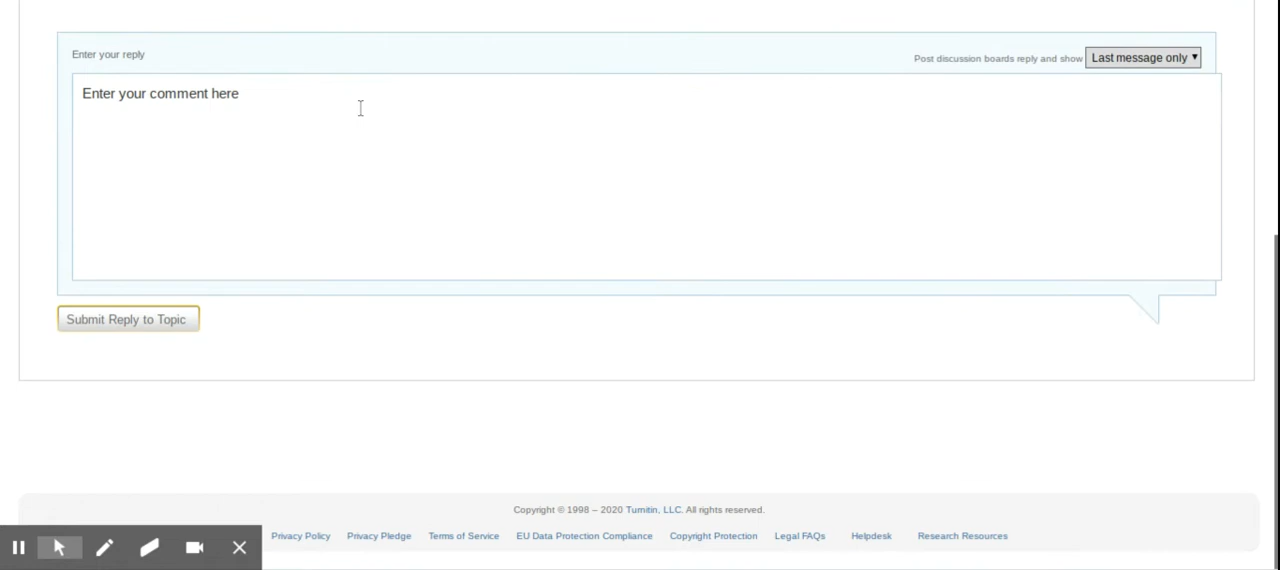 Enter your reply
Post discussion boards reply and show Last message only
Enter your comment here
Submit Reply to Topic
Copyright © 1998 – 2020 Turnitin, LLC. All rights reserved.
Privacy Policy Privacy Pledge Terms of Service EU Data Protection Compliance Copyright Protection Legal FAQs Helpdesk Research Resources